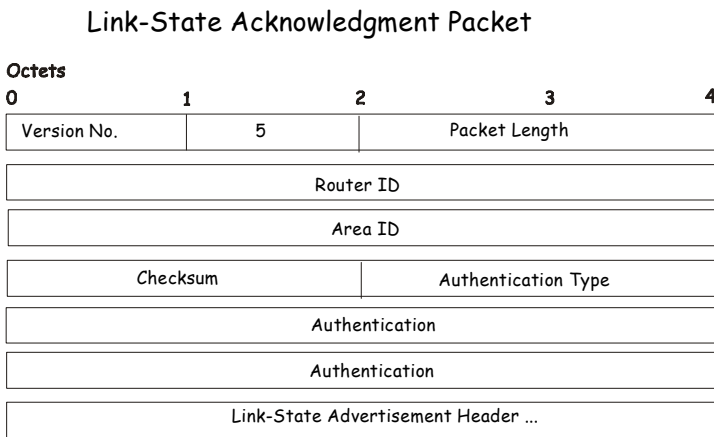 Link-State Acknowledgment Packet
Octets
0 1 2 3 4
Version No. 5 Packet Length
Router ID
Area ID
Checksum Authentication Type
Authentication
Authentication
Link-State Advertisement Header ...